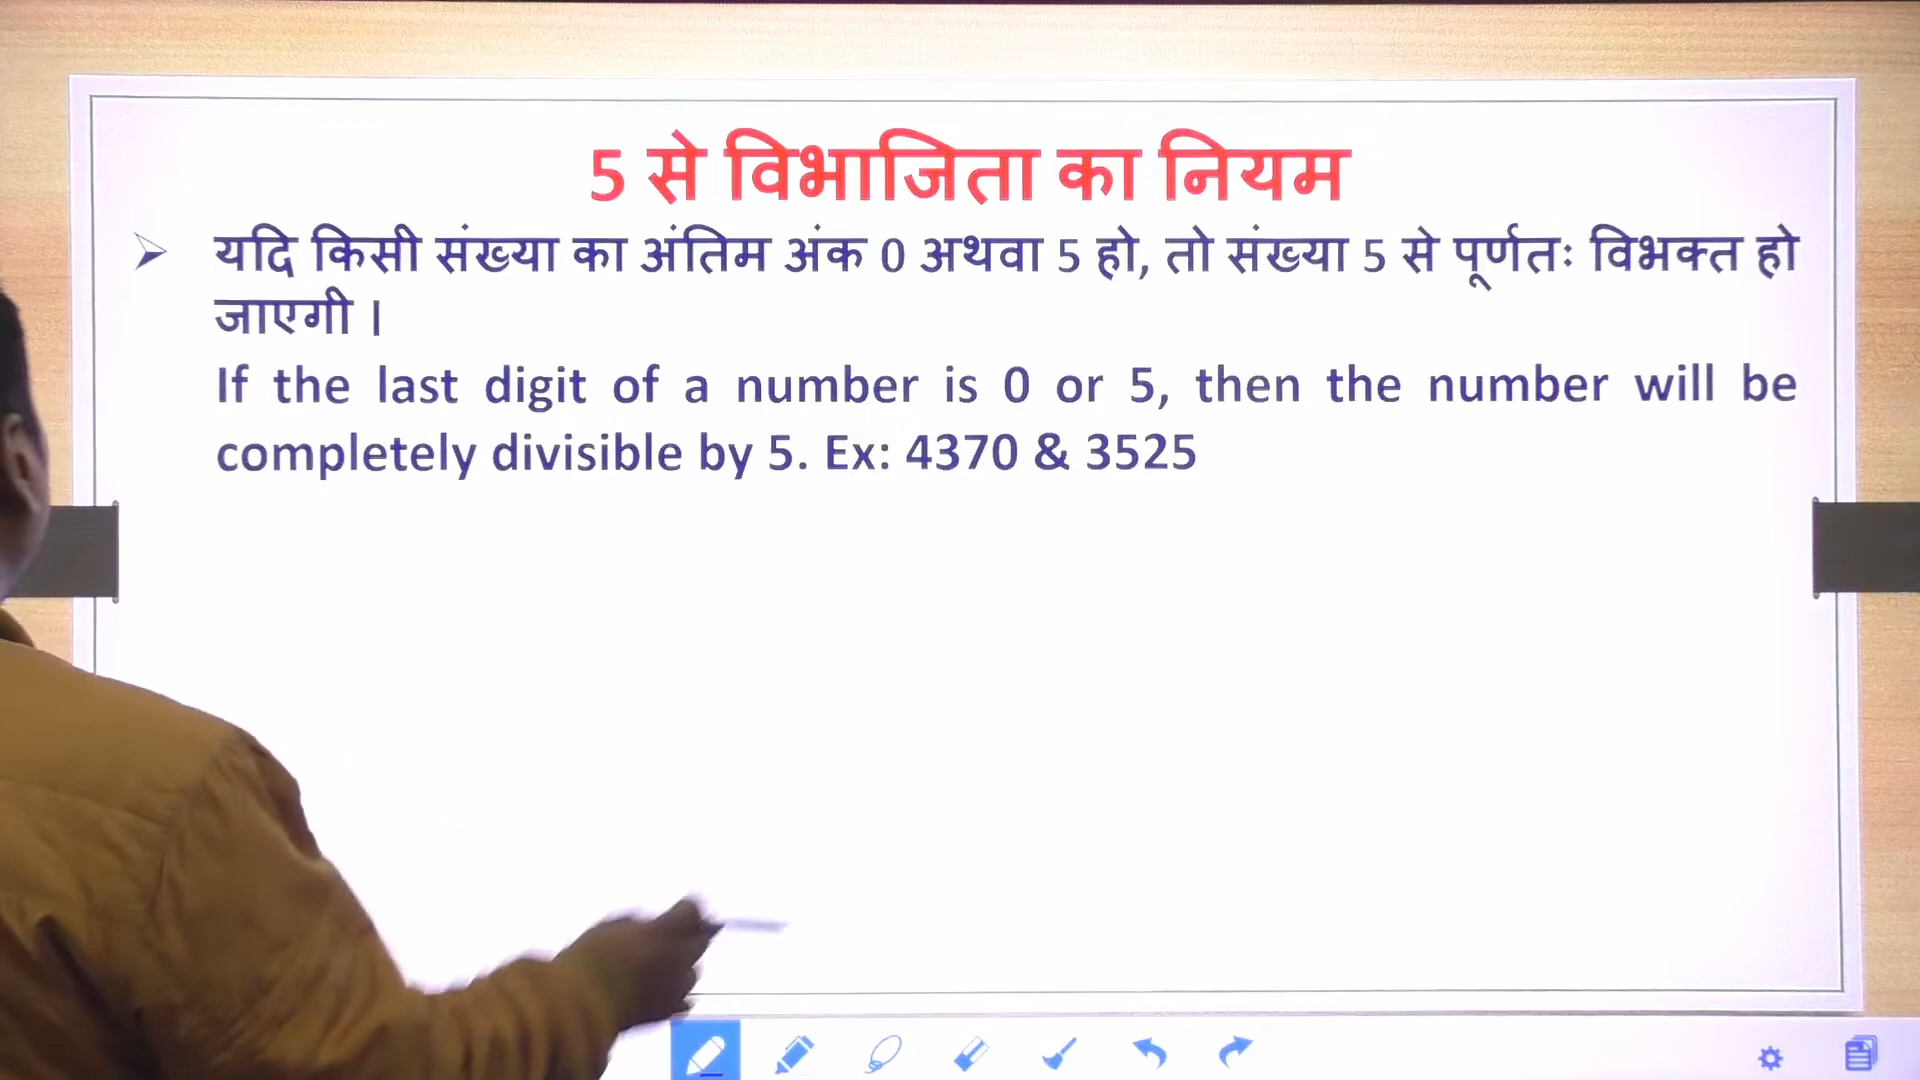 5 से विभाजिता का नियम
यदि किसी संख्या का अंतिम अंक 0 अथवा 5 हो, तो संख्या 5 से पूर्णतः विभक्त हो
जाएगी ।
If the last digit of a number is 0 or 5, then the number will be
completely divisible by 5. Ex: 4370 & 3525